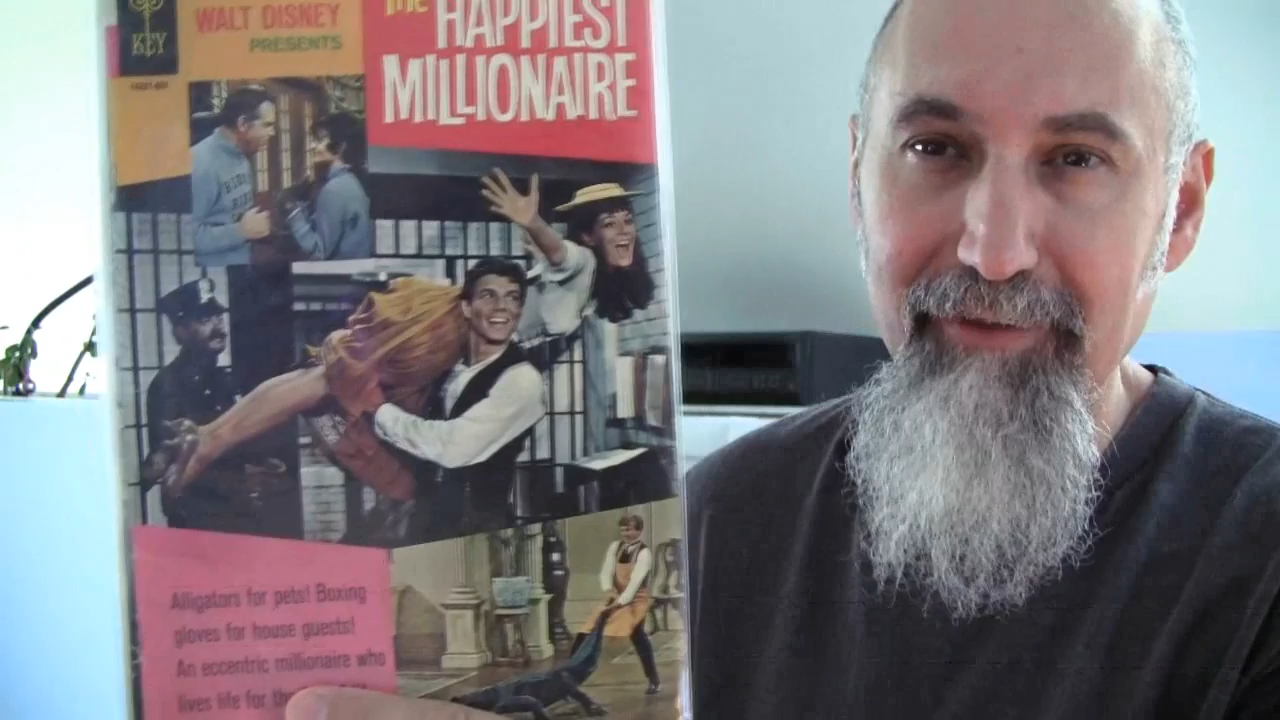 KEY
WALT DISNEY
PRESENTS
The
HAPPIEST
MILLIONAIRE
Alligators for pets! Boxing
gloves for house guests!
An eccentric millionaire who
lives life for